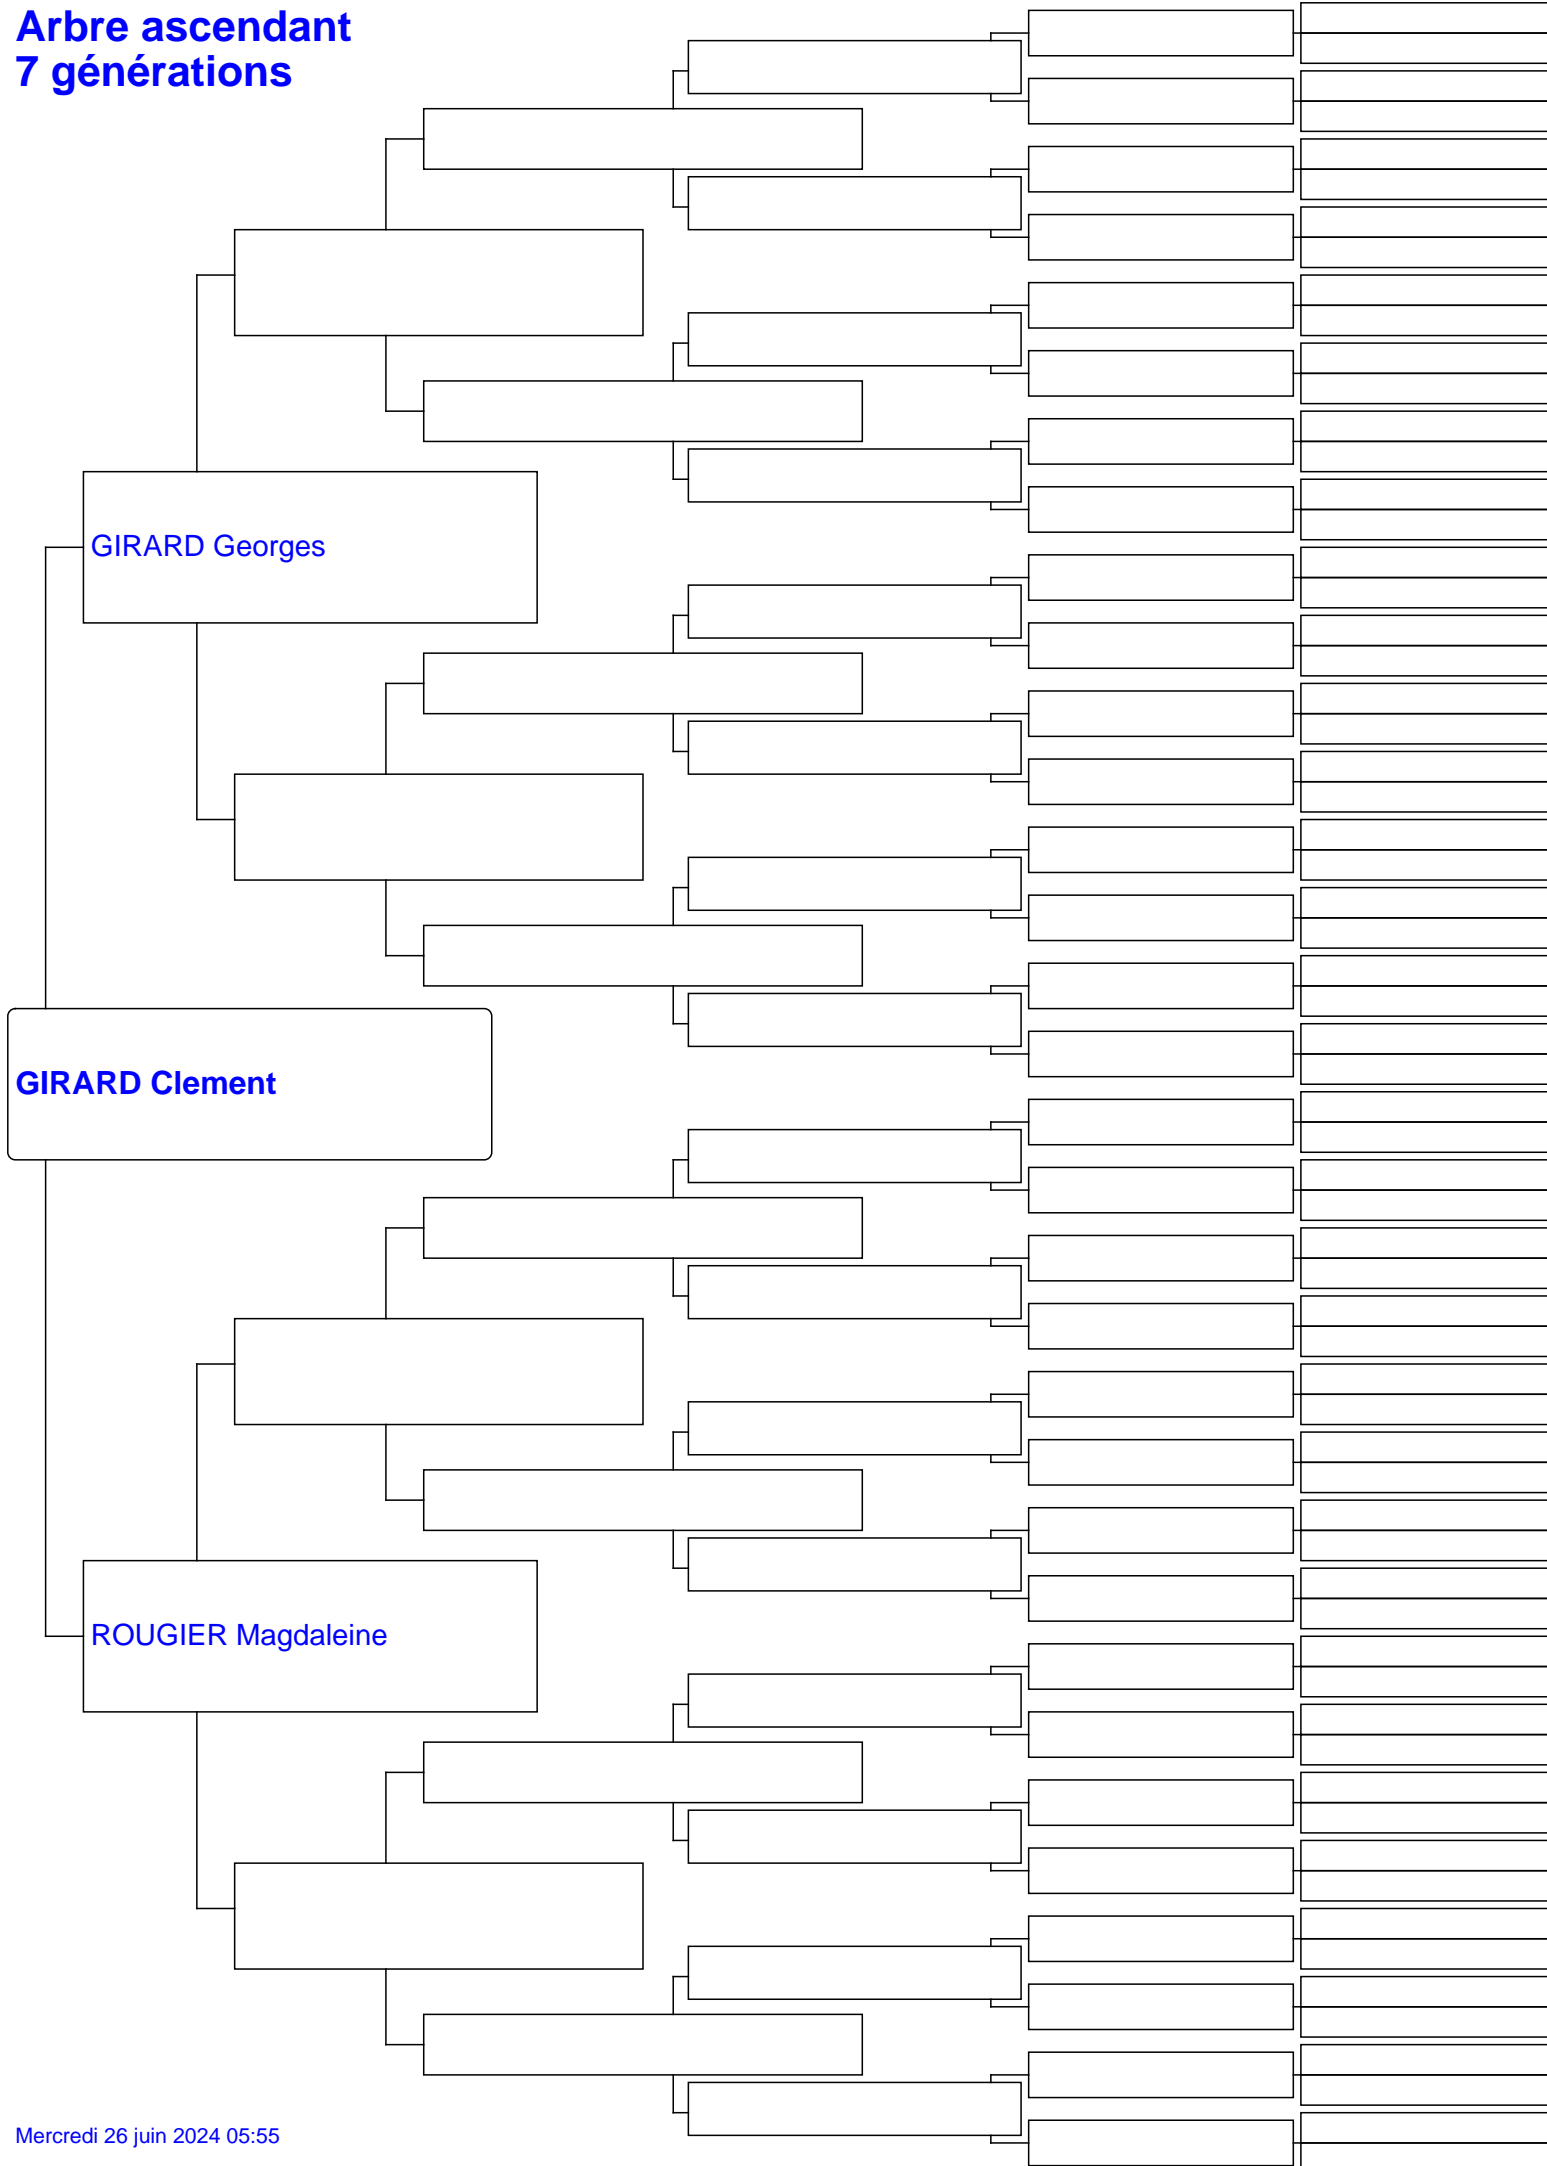 Arbre ascendant
7 générations
GIRARD Georges
GIRARD Clement
ROUGIER Magdaleine
Mercredi 26 juin 2024 05:55